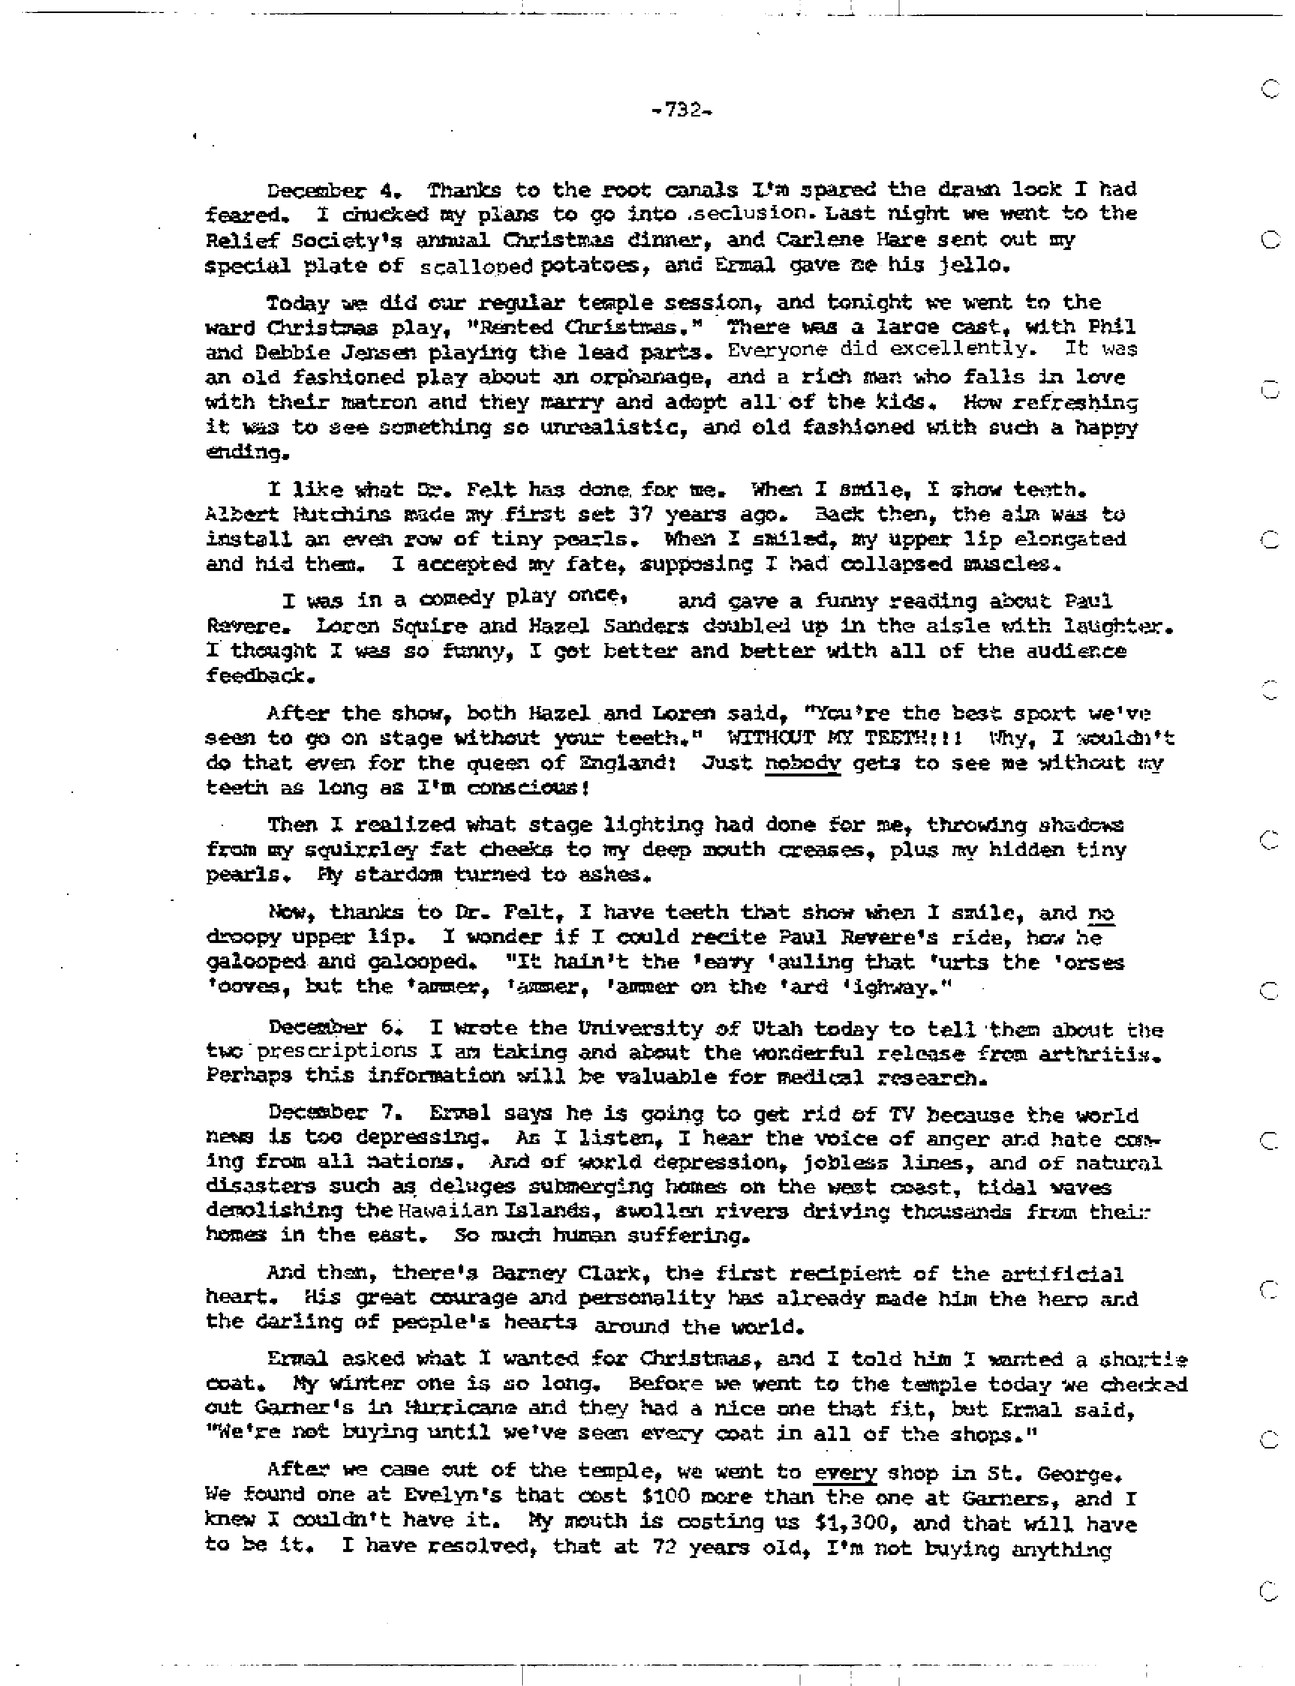 -732-
December 4. Thanks to the root canals I'm spared the drawn look I had
feared. I chucked my plans to go into seclusion. Last night we went to the
Relief Society's annual Christmas dinner, and Carlene Hare sent out my
special plate of scalloped potatoes, and Ermal gave me his jello.
Today we did our regular temple session, and tonight we went to the
ward Christmas play, "Rented Christmas." There was a large cast, with Phil
and Debbie Jensen playing the lead parts. Everyone did excellently. It was
an old fashioned play about an orphanage, and a rich man who falls in love
with their matron and they marry and adopt all of the kids. How refreshing
it was to see something so unrealistic, and old fashioned with such a happy
ending.
I like what Dr. Felt has done for me. When I smile, I show teeth.
Albert Hutchins made my first set 37 years ago. Back then, the aim was to
install an even row of tiny pearls. When I smiled, my upper lip elongated
and hid them. I accepted my fate, supposing I had collapsed muscles.
I was in a comedy play once, and gave a funny reading about Paul
Revere. Loren Squire and Hazel Sanders doubled up in the aisle with laughter.
I thought I was so funny, I got better and better with all of the audience
feedback.
After the show, both Hazel and Loren said, "You're the best sport we've
seen to go on stage without your teeth." WITHOUT MY TEETH!!! Why, I wouldn't
do that even for the queen of England! Just nobody gets to see me without my
teeth as long as I'm conscious!
Then I realized what stage lighting had done for me, throwing shadows
from my squirrley fat cheeks to my deep mouth creases, plus my hidden tiny
pearls. My stardom turned to ashes.
Now, thanks to Dr. Felt, I have teeth that show when I smile, and no
droopy upper lip. I wonder if I could recite Paul Revere's ride, how he
galooped and galooped. "It hain't the 'eavy 'auling that 'urts the 'orses
'ooves, but the 'ammer, 'ammer, 'ammer on the 'ard 'ighway."
December 6. I wrote the University of Utah today to tell them about the
two prescriptions I am taking and about the wonderful release from arthritis.
Perhaps this information will be valuable for medical research.
December 7. Ermal says he is going to get rid of TV because the world
news is too depressing. As I listen, I hear the voice of anger and hate com-
ing from all nations. And of world depression, jobless lines, and of natural
disasters such as deluges submerging homes on the west coast, tidal waves
demolishing the Hawaiian Islands, swollen rivers driving thousands from their
homes in the east. So much human suffering.
And then, there's Barney Clark, the first recipient of the artificial
heart. His great courage and personality has already made him the hero and
the darling of people's hearts around the world.
Ermal asked what I wanted for Christmas, and I told him I wanted a shortie
coat. My winter one is so long. Before we went to the temple today we checked
out Garner's in Hurricane and they had a nice one that fit, but Ermal said,
"We're not buying until we've seen every coat in all of the shops."
After we came out of the temple, we went to every shop in St. George.
We found one at Evelyn's that cost $100 more than the one at Garners, and I
knew I couldn't have it. My mouth is costing us $1,300, and that will have
to be it. I have resolved, that at 72 years old, I'm not buying anything